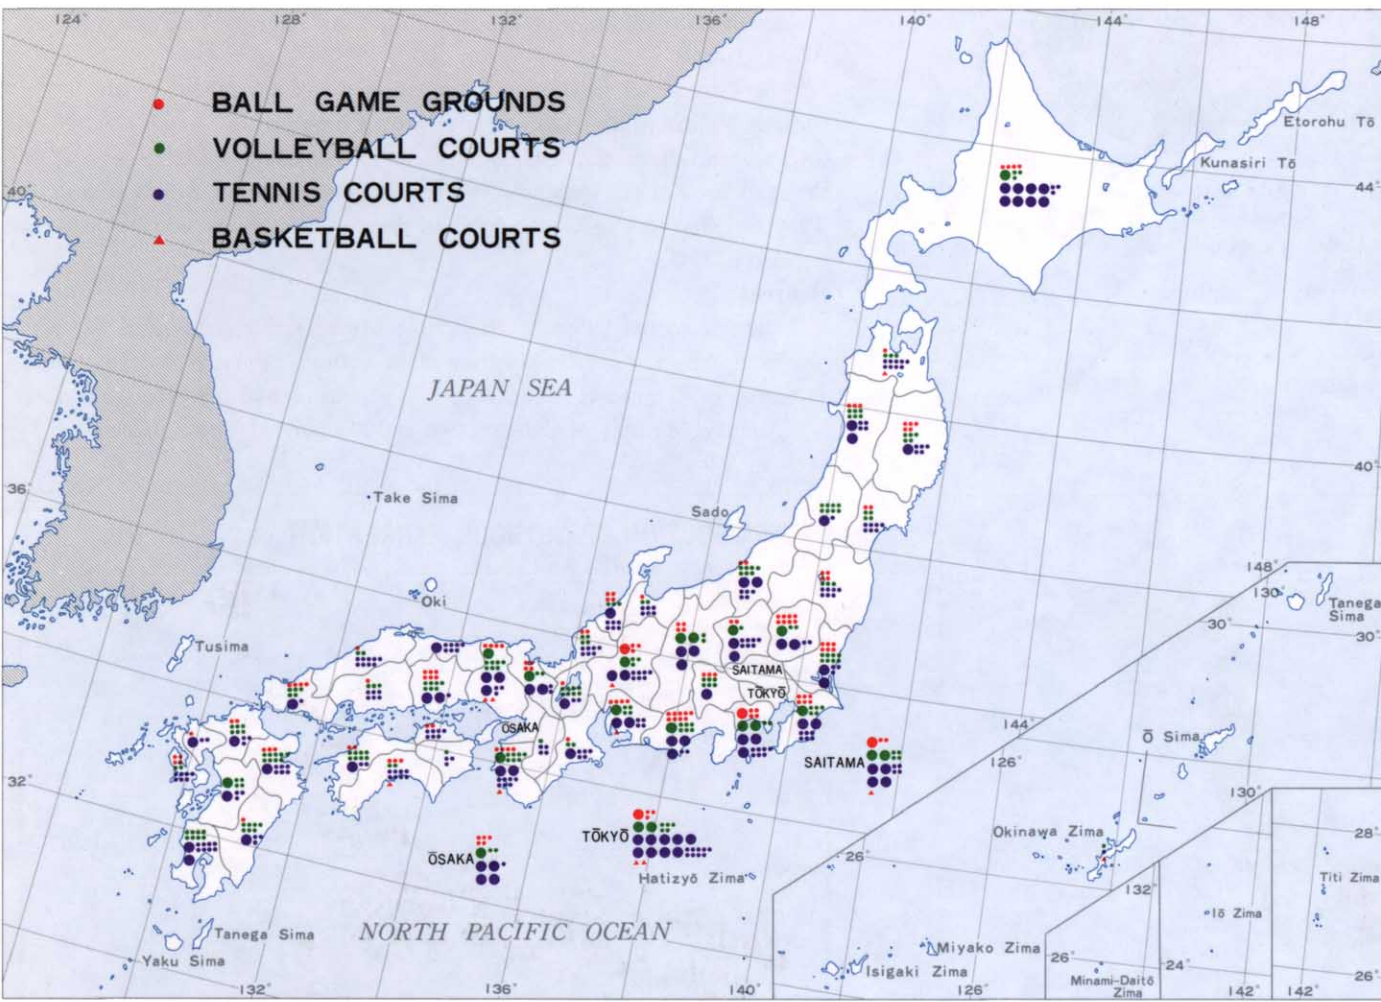 124° 128° 132° 136° 140° 144° 148°
BALL GAME GROUNDS
VOLLEYBALL COURTS
TENNIS COURTS
BASKETBALL COURTS
Etorohu Tō
Kunasiri Tō
40°
44°
JAPAN SEA
40°
36°
Take Sima
Sado
148°
130°
Oki
Tanega
Sima
30°
30°
Tusima
SAITAMA
TŌKYŌ
ŌSAKA
144°
126°
Ō Sima
SAITAMA
32°
130°
TŌKYŌ
Okinawa Zima
28°
ŌSAKA
26°
Hatizyō Zima
132°
Titi Zima
Iō Zima
Tanega Sima
NORTH PACIFIC OCEAN
Miyako Zima
Yaku Sima
Isigaki Zima
26°
24°
26°
Minami-Daitō
Zima
132° 136° 140° 126° 142° 142°